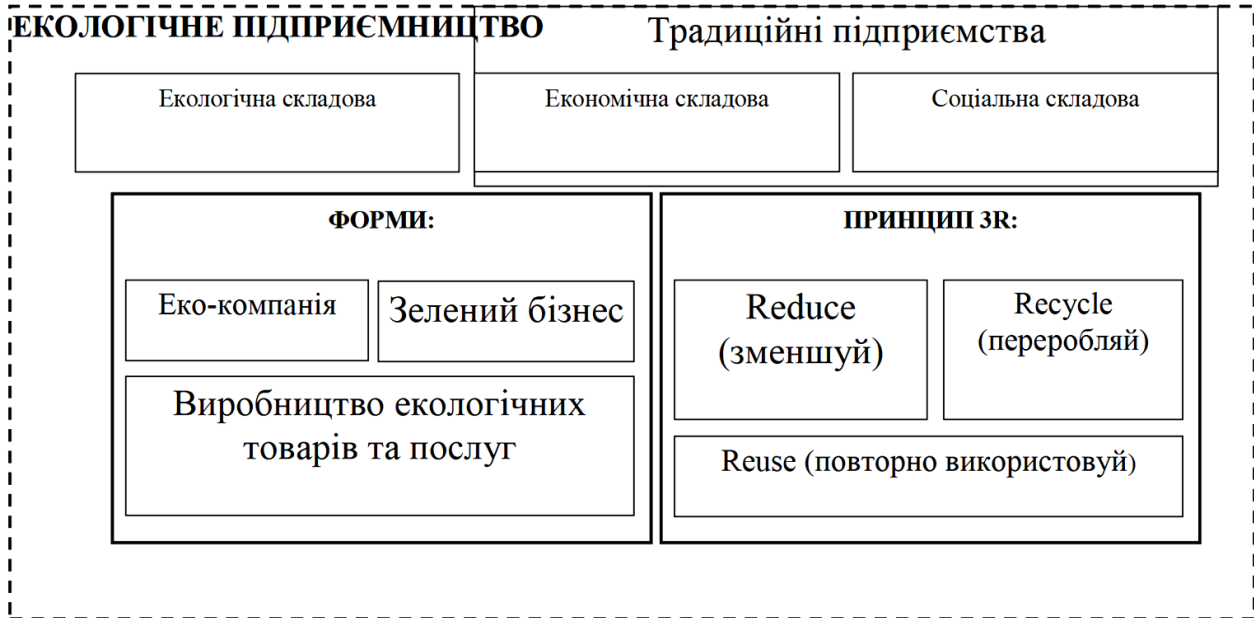 ЕКОЛОГІЧНЕ ПІДПРИЄМНИЦТВО
Традиційні підприємства
Екологічна складова
Економічна складова
Соціальна складова
ФОРМИ:
Еко-компанія
Зелений бізнес
Виробництво екологічних
товарів та послуг
ПРИНЦИП 3R:
Reduce
(зменшуй)
Recycle
(переробляй)
Reuse (повторно використовуй)